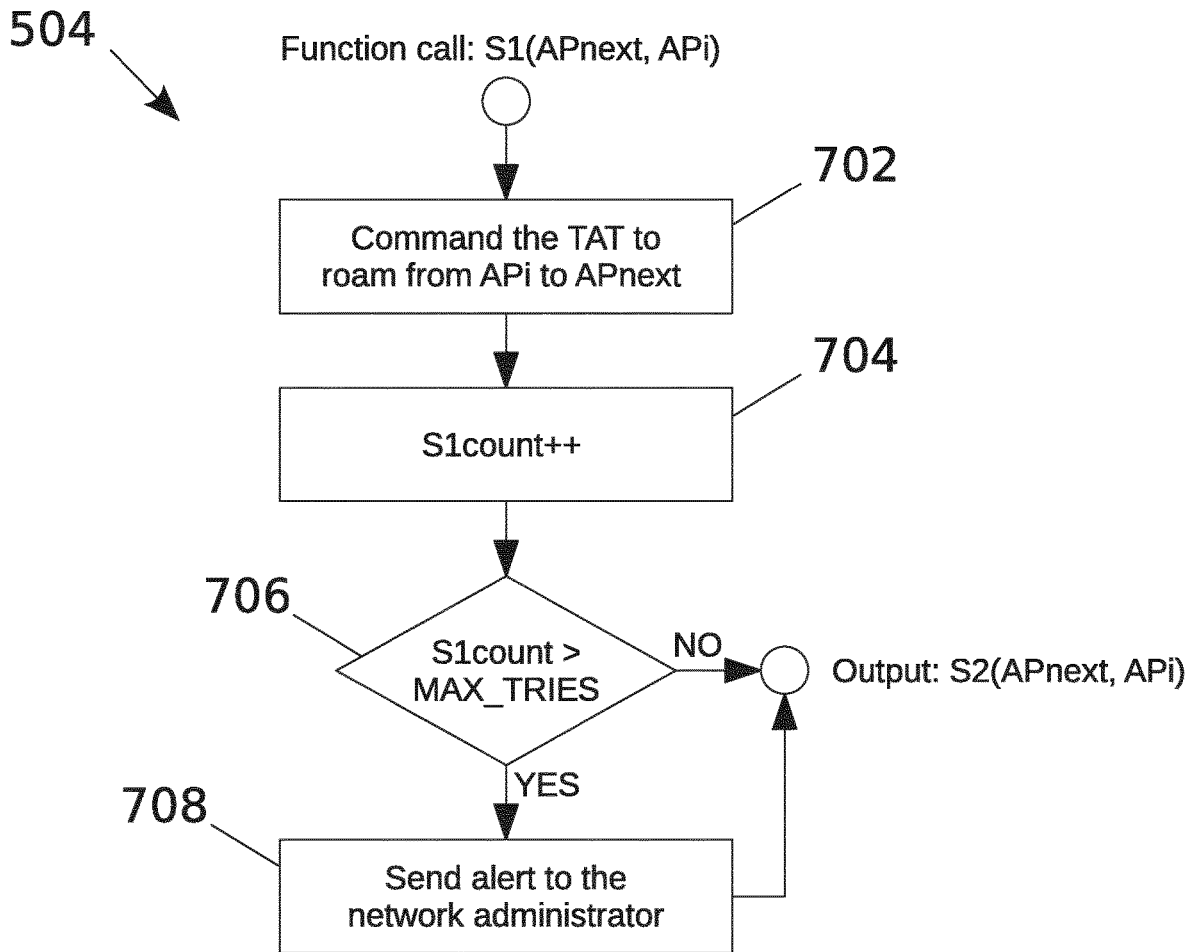 504
Function call: S1(APnext, APi)
702
Command the TAT to
roam from APi to APnext
704
S1count++
706
S1count >
MAX_TRIES
NO
Output: S2(APnext, APi)
YES
708
Send alert to the
network administrator